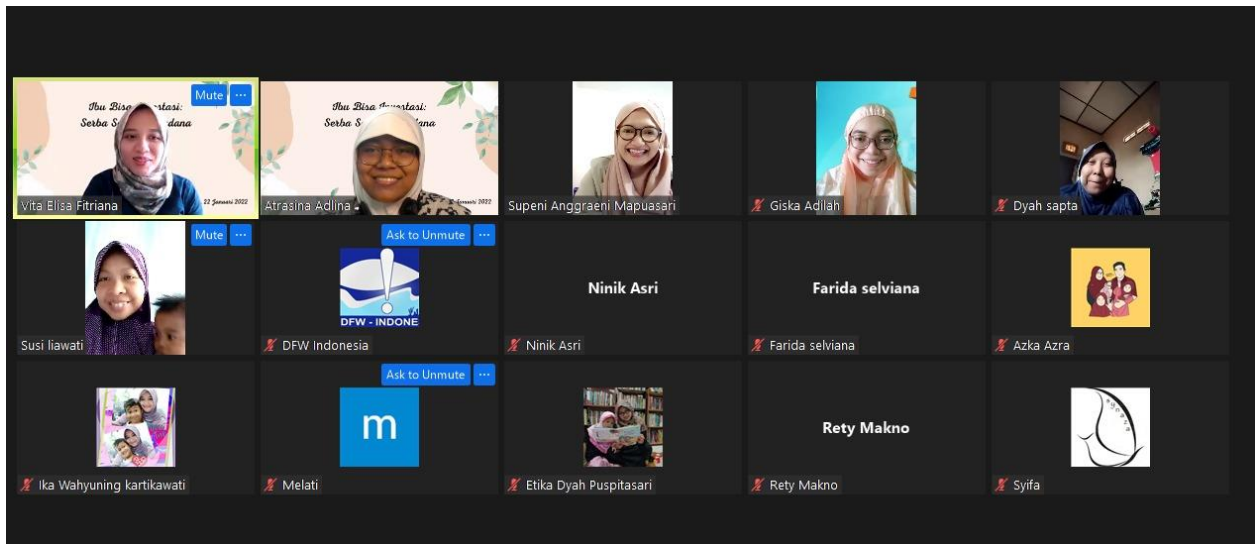 Ibu Bisa
Serba S
Mute
...
22 Januari 2022
Vita Elisa Fitriana
Ibu Bisa Investasi:
Serba S
2022
Atrasina Adlina
Supeni Anggraeni Mapuasari
Giska Adilah
Dyah sapta
Mute
...
Susi liawati
Ask to Unmute
...
DFW - INDONE
DFW Indonesia
Ninik Asri
Ninik Asri
Farida selviana
Farida selviana
Azka Azra
Ika Wahyuning kartikawati
Ask to Unmute
...
m
Melati
Etika Dyah Puspitasari
Rety Makno
Rety Makno
Syifa